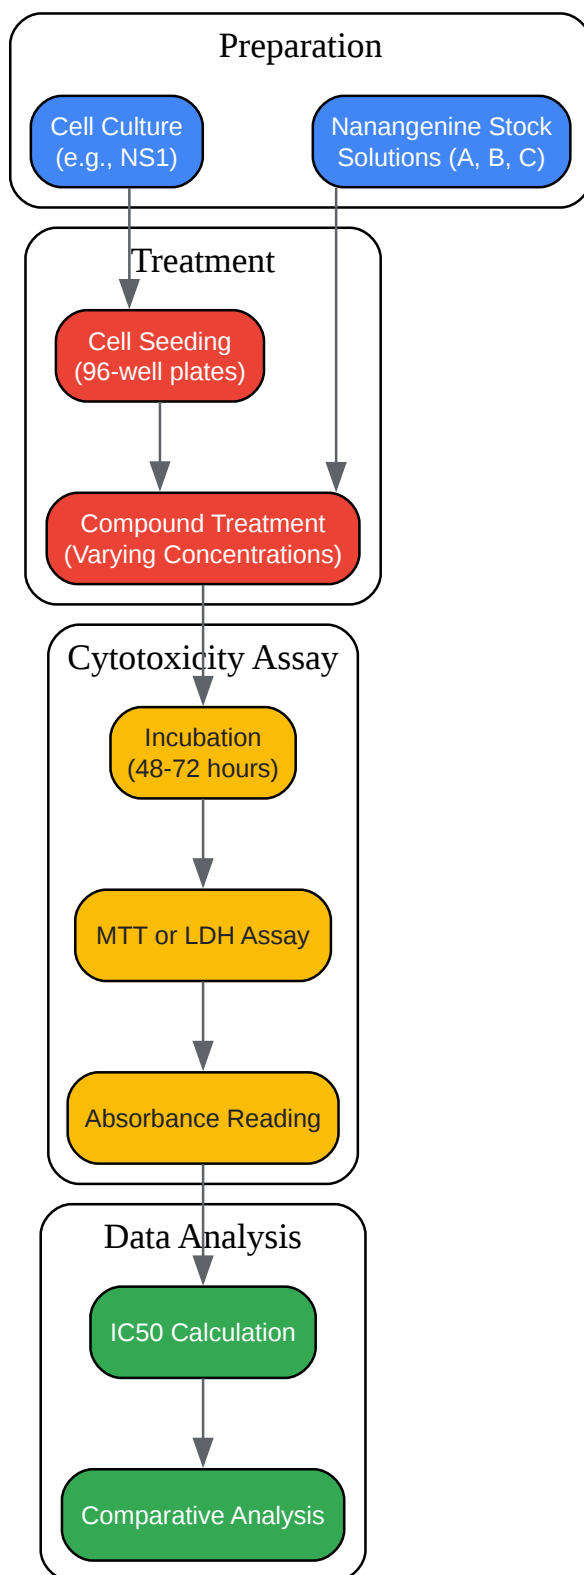 Preparation
Cell Culture
(e.g., NS1)
Nanangenine Stock
Solutions (A, B, C)
Treatment
Cell Seeding
(96-well plates)
Compound Treatment
(Varying Concentrations)
Cytotoxicity Assay
Incubation
(48-72 hours)
MTT or LDH Assay
Absorbance Reading
Data Analysis
IC50 Calculation
Comparative Analysis